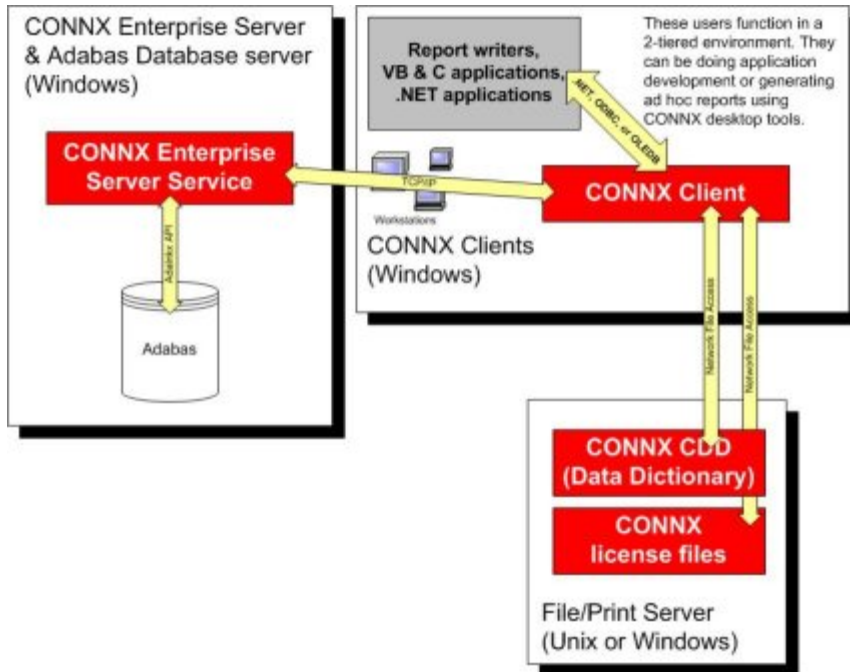 CONNX Enterprise Server
& Adabas Database server
(Windows)
CONNX Enterprise
Server Service
Adalnkx API
Adabas
Report writers,
VB & C applications,
.NET applications
.NET, ODBC, or OLEDB
These users function in a
2-tiered environment. They
can be doing application
development or generating
ad hoc reports using
CONNX desktop tools.
TCP/IP
Workstations
CONNX Client
CONNX Clients
(Windows)
Network File Access
Network File Access
CONNX CDD
(Data Dictionary)
CONNX
license files
File/Print Server
(Unix or Windows)